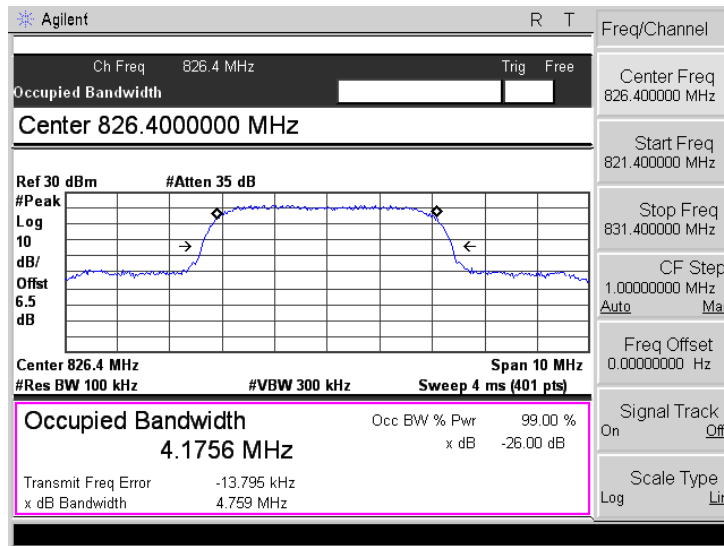 Agilent R T
Ch Freq 826.4 MHz Trig Free
Occupied Bandwidth
Center 826.4000000 MHz
Ref 30 dBm #Atten 35 dB
#Peak
Log
10
dB/
Offst
6.5
dB
Center 826.4 MHz Span 10 MHz
#Res BW 100 kHz #VBW 300 kHz Sweep 4 ms (401 pts)
Occupied Bandwidth Occ BW % Pwr 99.00 %
4.1756 MHz x dB -26.00 dB
Transmit Freq Error -13.795 kHz
x dB Bandwidth 4.759 MHz
Freq/Channel
Center Freq
826.400000 MHz
Start Freq
821.400000 MHz
Stop Freq
831.400000 MHz
CF Step
1.00000000 MHz
Auto Ma
Freq Offset
0.00000000 Hz
Signal Track
On Off
Scale Type
Log Lin